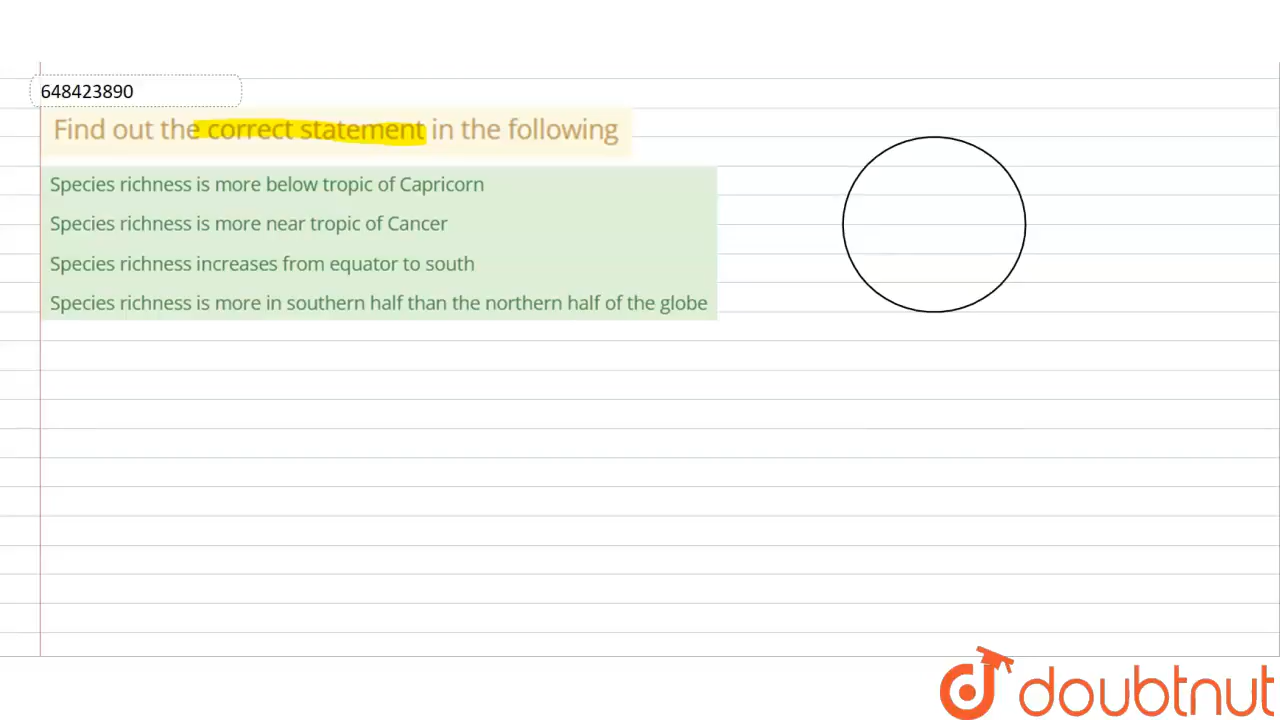 648423890
Find out the correct statement in the following
Species richness is more below tropic of Capricorn
Species richness is more near tropic of Cancer
Species richness increases from equator to south
Species richness is more in southern half than the northern half of the globe
doubtnut